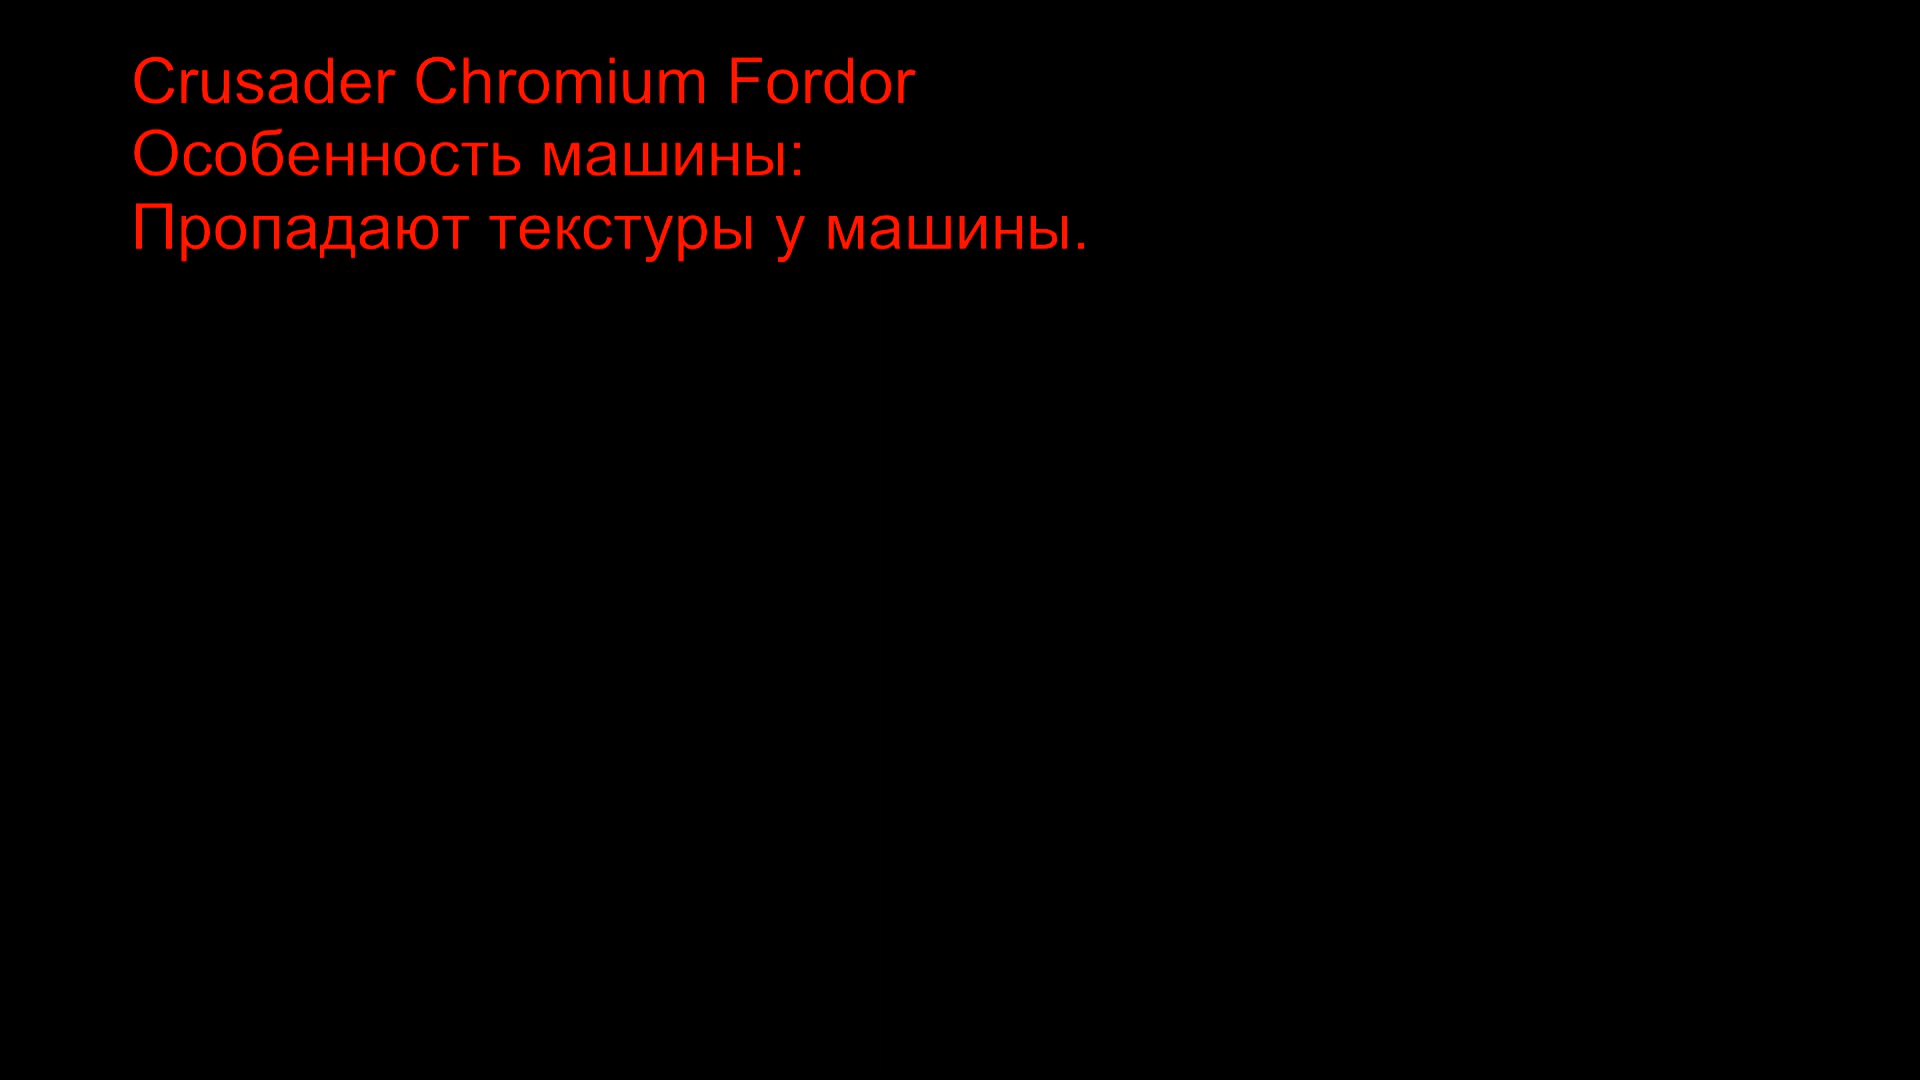 Crusader Chromium Fordor
Особенность машины:
Пропадают текстуры у машины.